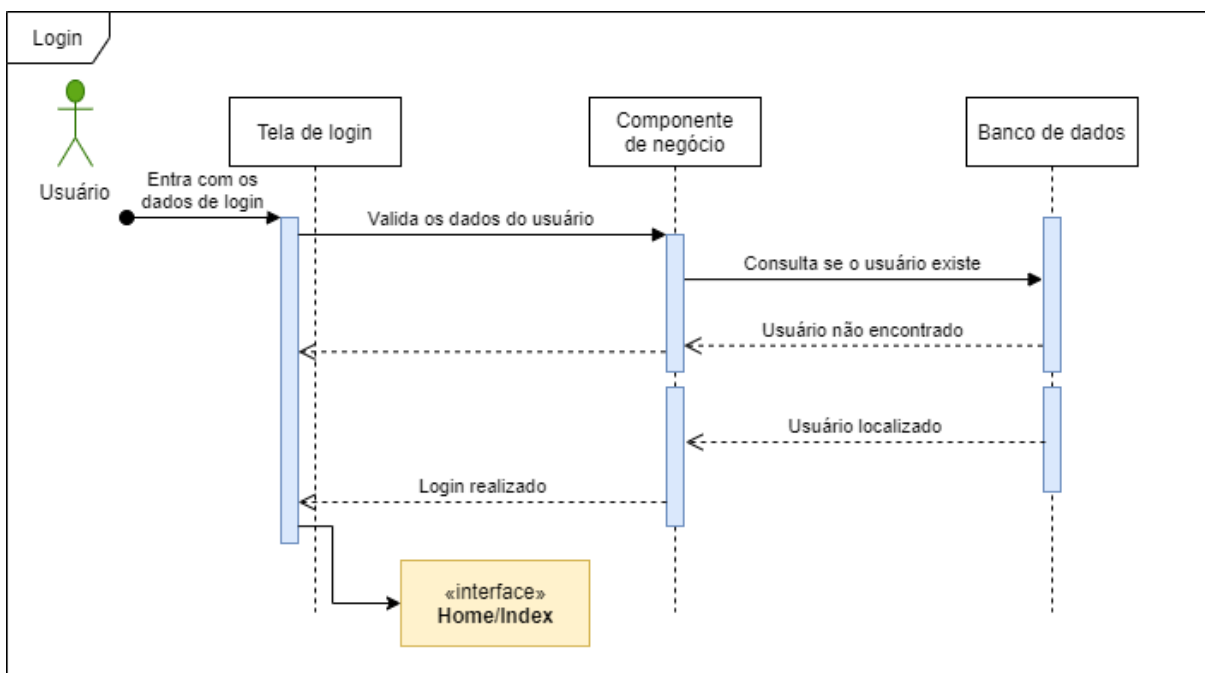 Login
Usuário
Tela de login
Componente
de negócio
Banco de dados
Entra com os
dados de login
Valida os dados do usuário
Consulta se o usuário existe
Usuário não encontrado
Usuário localizado
Login realizado
«interface»
Home/Index